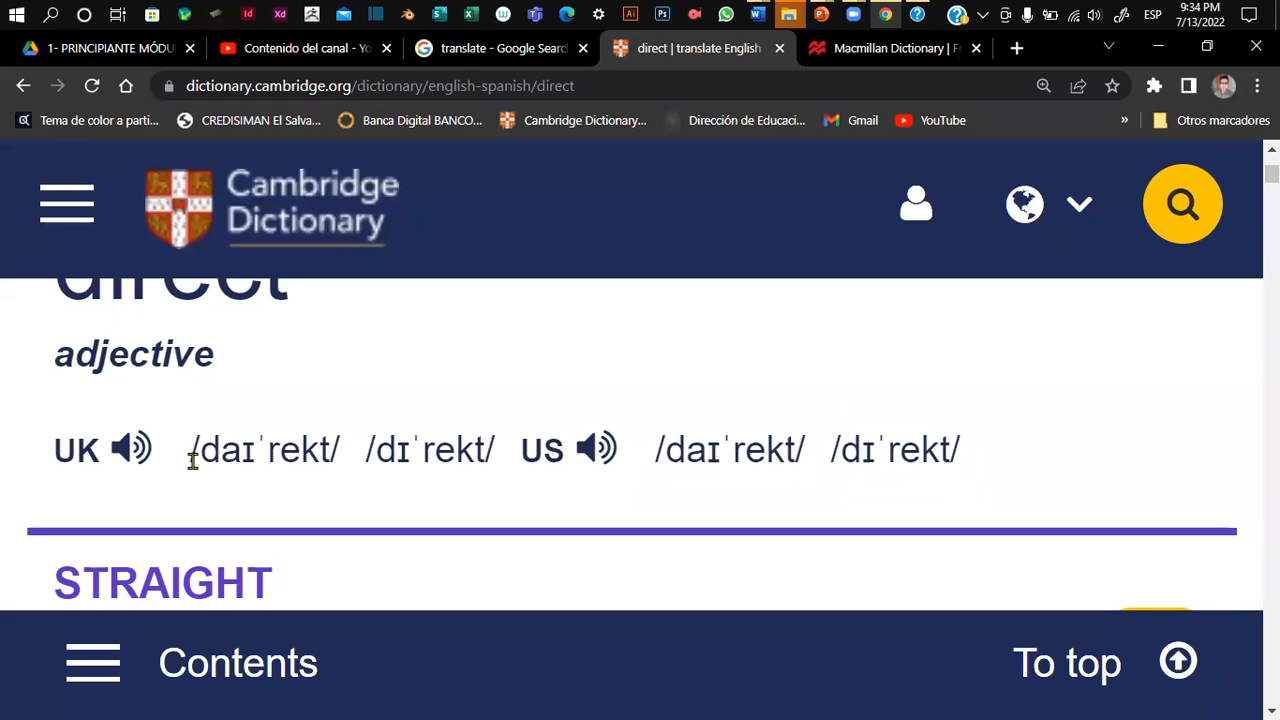 9:34 PM
ESP
7/13/2022
1- PRINCIPIANTE MÓDU
Contenido del canal - Yo
translate - Google Search
direct | translate English
Macmillan Dictionary | F
dictionary.cambridge.org/dictionary/english-spanish/direct
Tema de color a parti...
CREDISIMAN El Salva...
Banca Digital BANCO...
Cambridge Dictionary...
Dirección de Educaci...
Gmail
YouTube
»
Otros marcadores
Cambridge
Dictionary
direct
adjective
UK /daɪˈrekt/ /dɪˈrekt/ US /daɪˈrekt/ /dɪˈrekt/
STRAIGHT
Contents
To top